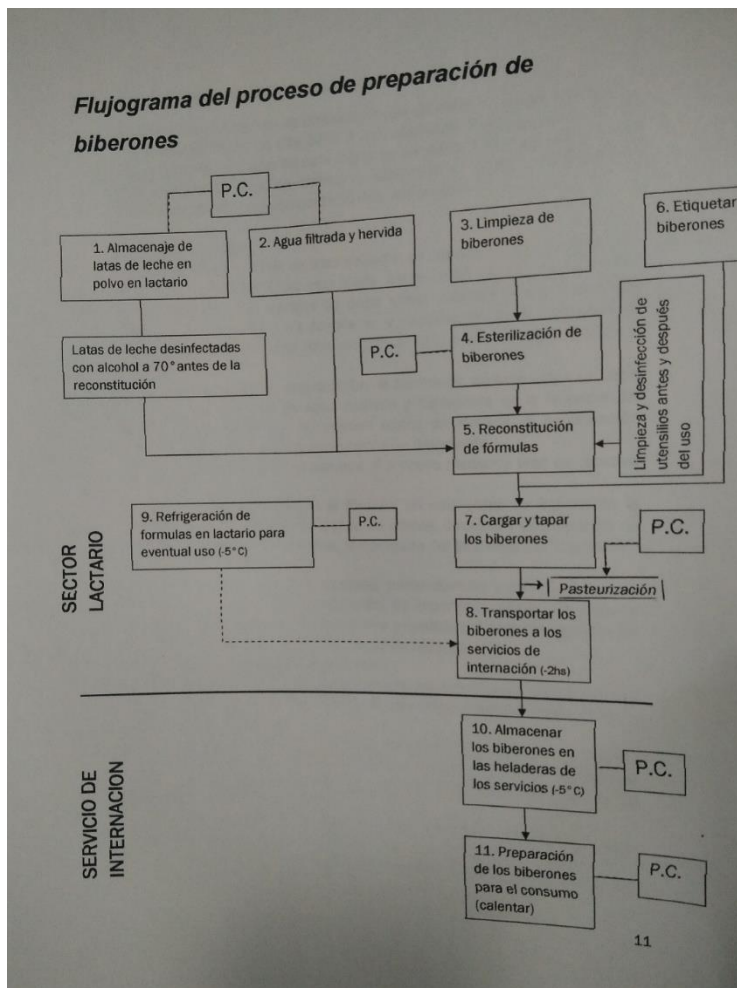 Flujograma del proceso de preparación de
biberones
P.C.
1. Almacenaje de
latas de leche en
polvo en lactario
2. Agua filtrada y hervida
3. Limpieza de
biberones
6. Etiquetar
biberones
Latas de leche desinfectadas
con alcohol a 70° antes de la
reconstitución
P.C.
4. Esterilización de
biberones
Limpieza y desinfección de
utensilios antes y después
del uso
5. Reconstitución
de fórmulas
SECTOR
LACTARIO
9. Refrigeración de
formulas en lactario para
eventual uso (-5°C)
P.C.
7. Cargar y tapar
los biberones
P.C.
Pasteurización
8. Transportar los
biberones a los
servicios de
internación (-2hs)
SERVICIO DE
INTERNACION
10. Almacenar
los biberones en
las heladeras de
los servicios (-5°C)
P.C.
11. Preparación
de los biberones
para el consumo
(calentar)
P.C.
11